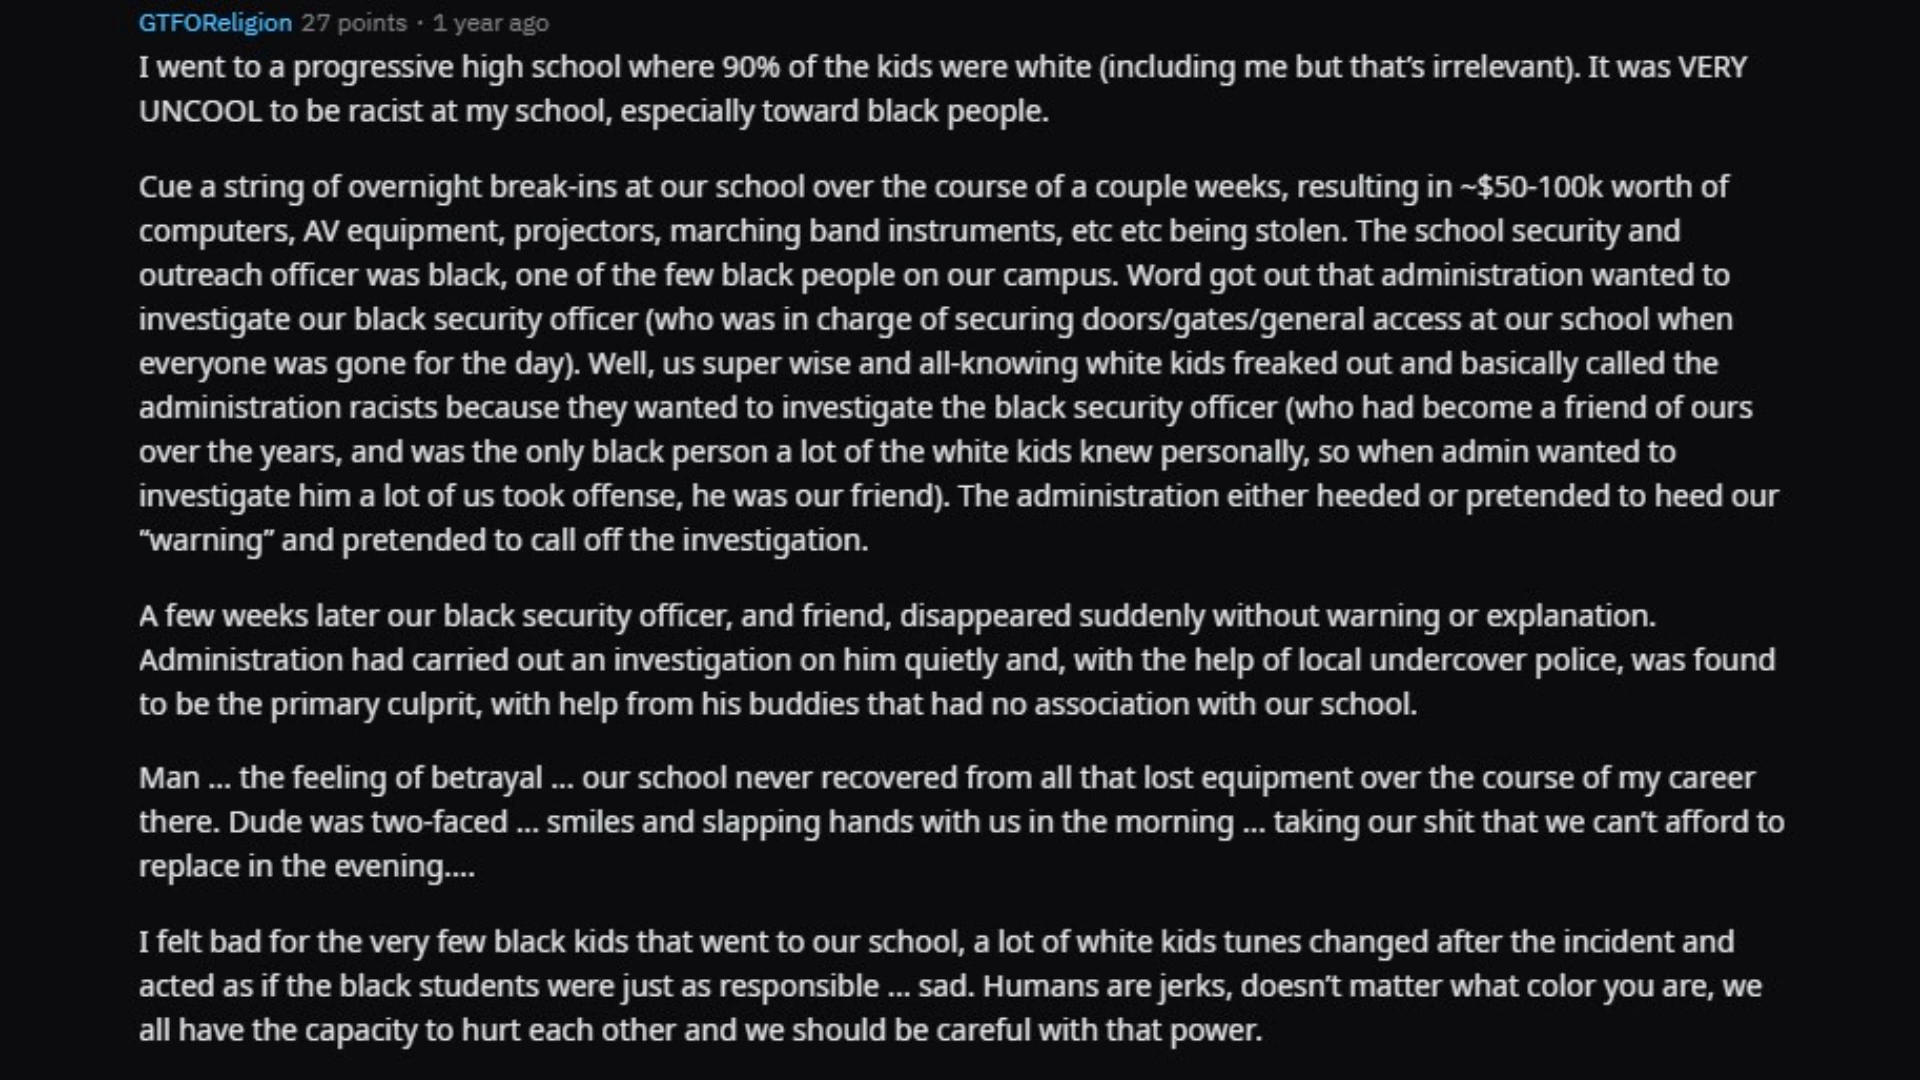 GTFOReligion 27 points · 1 year ago
I went to a progressive high school where 90% of the kids were white (including me but that’s irrelevant). It was VERY
UNCOOL to be racist at my school, especially toward black people.
Cue a string of overnight break-ins at our school over the course of a couple weeks, resulting in ~$50-100k worth of
computers, AV equipment, projectors, marching band instruments, etc etc being stolen. The school security and
outreach officer was black, one of the few black people on our campus. Word got out that administration wanted to
investigate our black security officer (who was in charge of securing doors/gates/general access at our school when
everyone was gone for the day). Well, us super wise and all-knowing white kids freaked out and basically called the
administration racists because they wanted to investigate the black security officer (who had become a friend of ours
over the years, and was the only black person a lot of the white kids knew personally, so when admin wanted to
investigate him a lot of us took offense, he was our friend). The administration either heeded or pretended to heed our
“warning” and pretended to call off the investigation.
A few weeks later our black security officer, and friend, disappeared suddenly without warning or explanation.
Administration had carried out an investigation on him quietly and, with the help of local undercover police, was found
to be the primary culprit, with help from his buddies that had no association with our school.
Man ... the feeling of betrayal ... our school never recovered from all that lost equipment over the course of my career
there. Dude was two-faced ... smiles and slapping hands with us in the morning ... taking our shit that we can’t afford to
replace in the evening....
I felt bad for the very few black kids that went to our school, a lot of white kids tunes changed after the incident and
acted as if the black students were just as responsible ... sad. Humans are jerks, doesn’t matter what color you are, we
all have the capacity to hurt each other and we should be careful with that power.